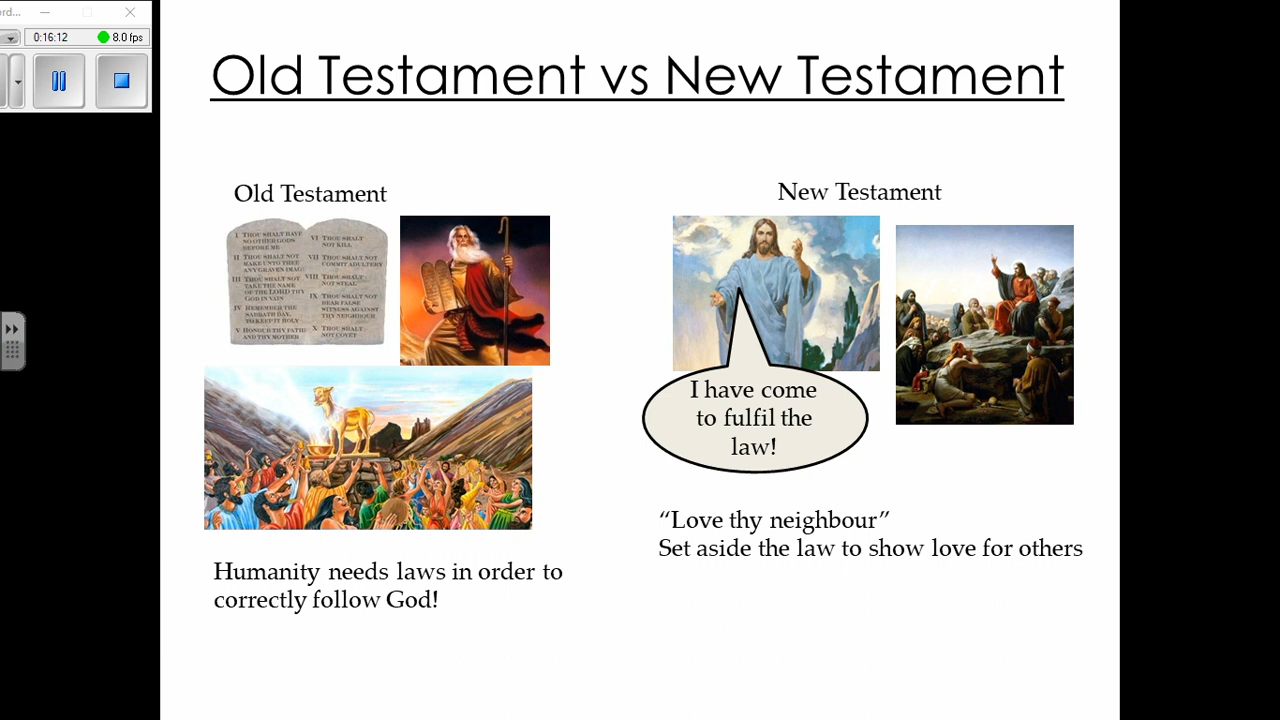 ord...
0:16:12
8.0 fps
Old Testament vs New Testament
Old Testament
I THOU SHALT HAVE
NO OTHER GODS
BEFORE ME
II THOU SHALT NOT
MAKE UNTO THEE
ANY GRAVEN IMAG
III THOU SHALT NOT
TAKE THE NAME
OF THE LORD THY
GOD IN VAIN
IV REMEMBER THE
SABBATH DAY,
TO KEEP IT HOLY
V HONOUR THY FATHE
AND THY MOTHER
VI THOU SHALT
NOT KILL
VII THOU SHALT NOT
COMMIT ADULTERY
VIII THOU SHALT
NOT STEAL
IX THOU SHALT NOT
BEAR FALSE
WITNESS AGAINST
THY NEIGHBOUR
X THOU SHALT
NOT COVET
Humanity needs laws in order to
correctly follow God!
New Testament
I have come
to fulfil the
law!
“Love thy neighbour”
Set aside the law to show love for others